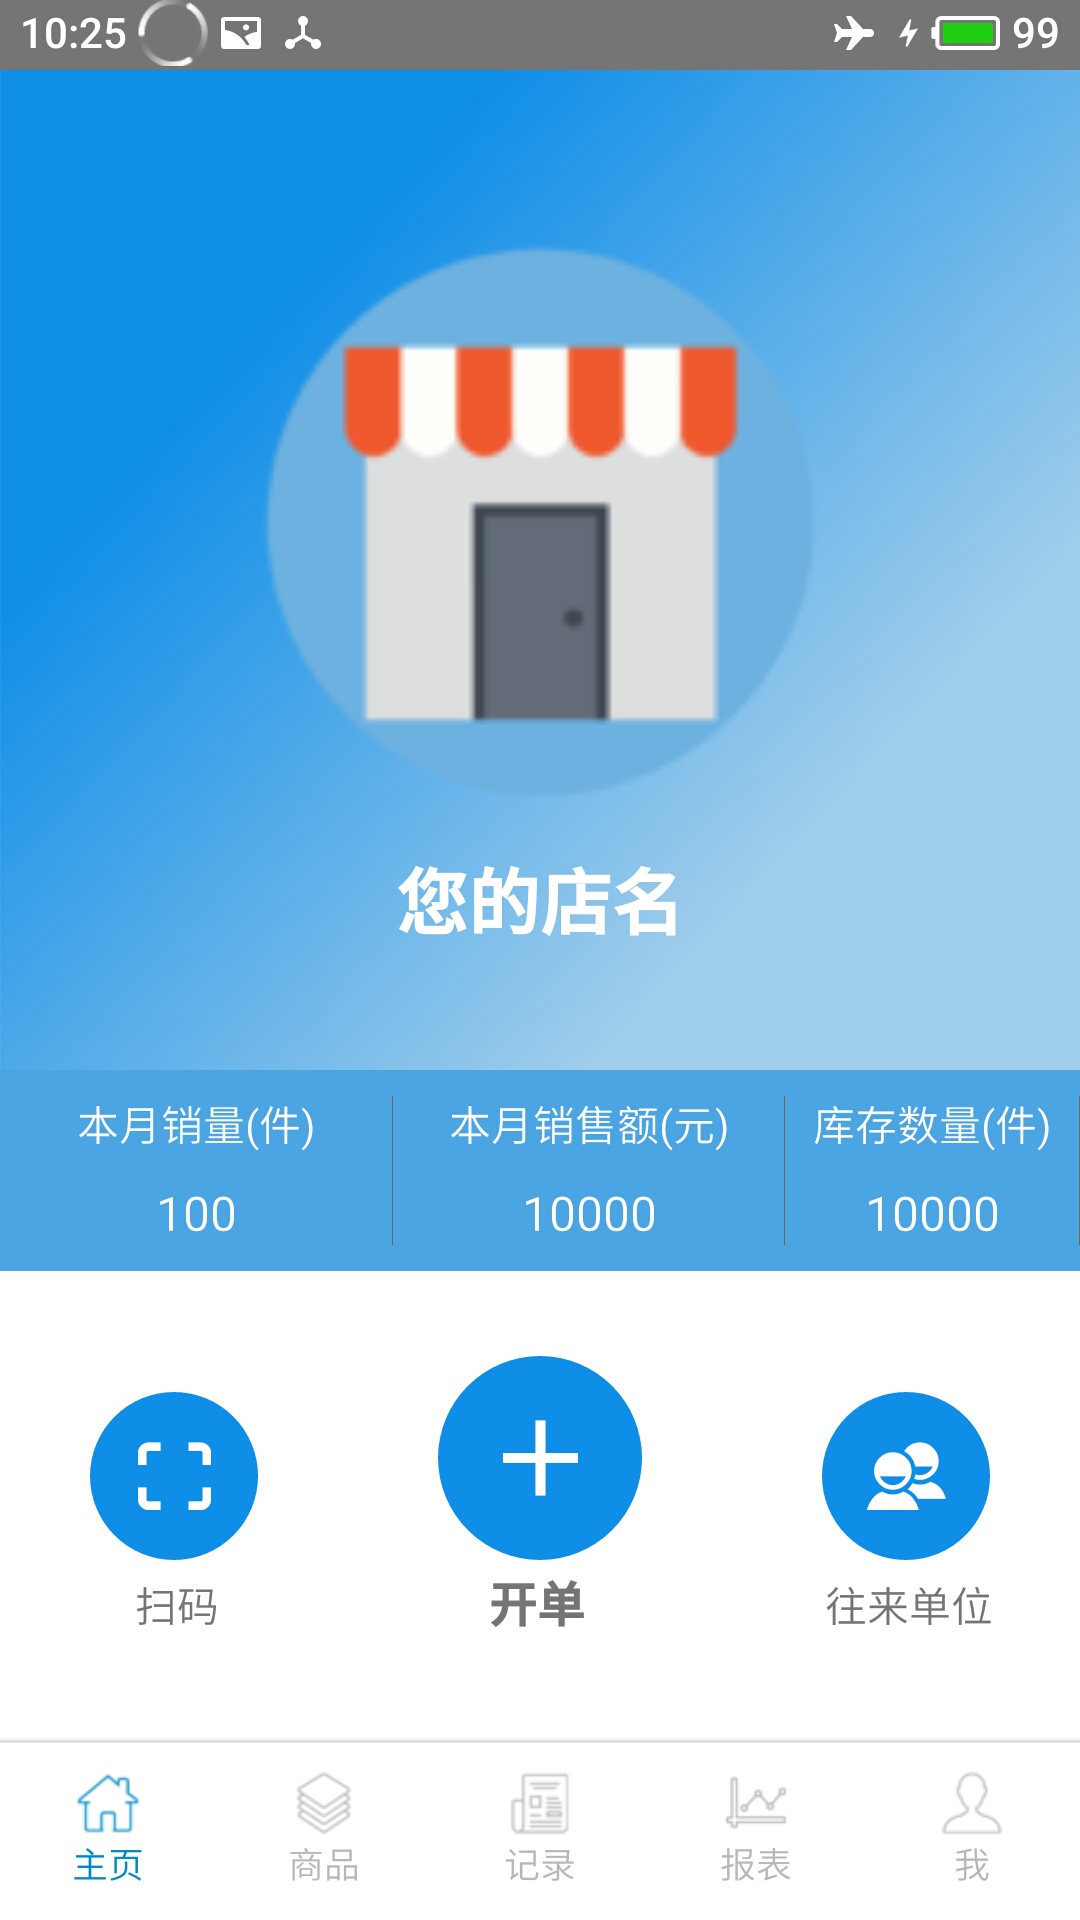 10:25 99
您的店名
本月销量(件) 本月销售额(元) 库存数量(件)
100 10000 10000
扫码 开单 往来单位
主页 商品 记录 报表 我